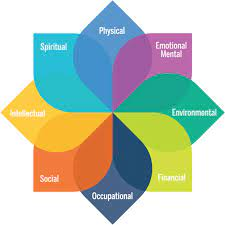 Physical
Spiritual
Emotional
Mental
Intellectual
Environmental
Social
Financial
Occupational